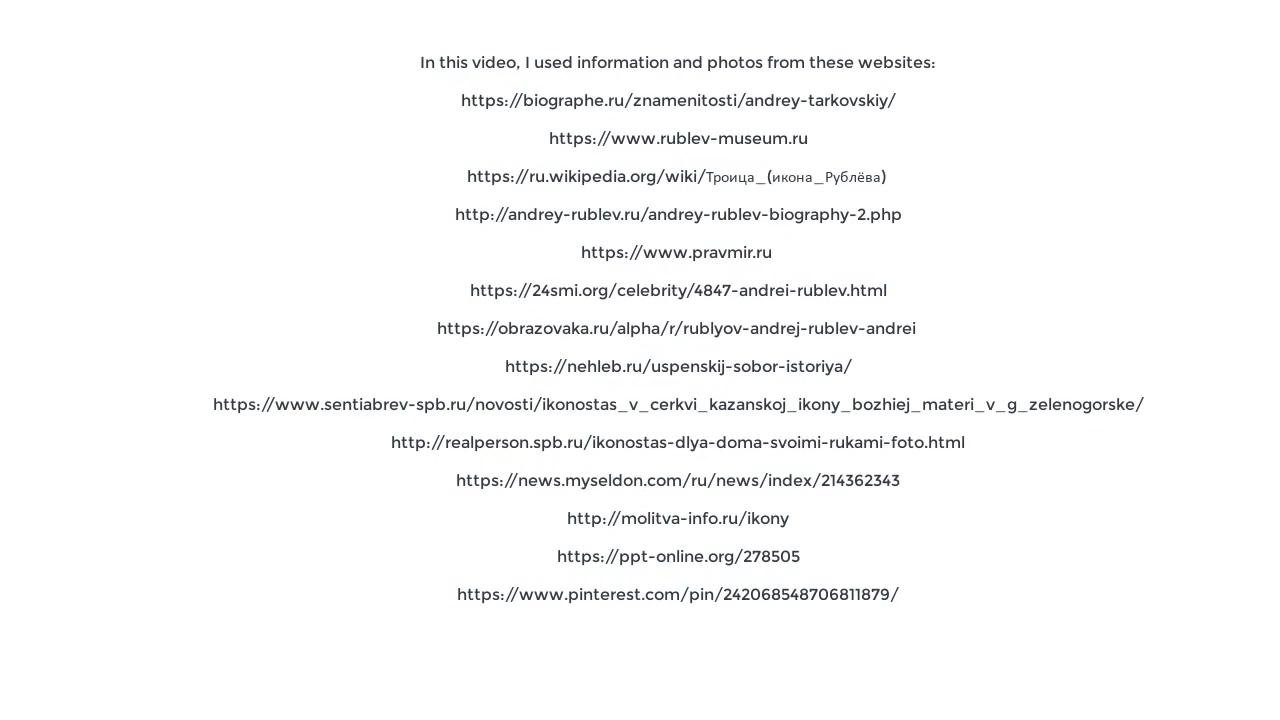 In this video, I used information and photos from these websites:
https://biographe.ru/znamenitosti/andrey-tarkovskiy/
https://www.rublev-museum.ru
https://ru.wikipedia.org/wiki/Троица_(икона_Рублёва)
http://andrey-rublev.ru/andrey-rublev-biography-2.php
https://www.pravmir.ru
https://24smi.org/celebrity/4847-andrei-rublev.html
https://obrazovaka.ru/alpha/r/rublyov-andrej-rublev-andrei
https://nehleb.ru/uspenskij-sobor-istoriya/
https://www.sentiabrev-spb.ru/novosti/ikonostas_v_cerkvi_kazanskoj_ikony_bozhiej_materi_v_g_zelenogorske/
http://realperson.spb.ru/ikonostas-dlya-doma-svoimi-rukami-foto.html
https://news.myseldon.com/ru/news/index/214362343
http://molitva-info.ru/ikony
https://ppt-online.org/278505
https://www.pinterest.com/pin/242068548706811879/